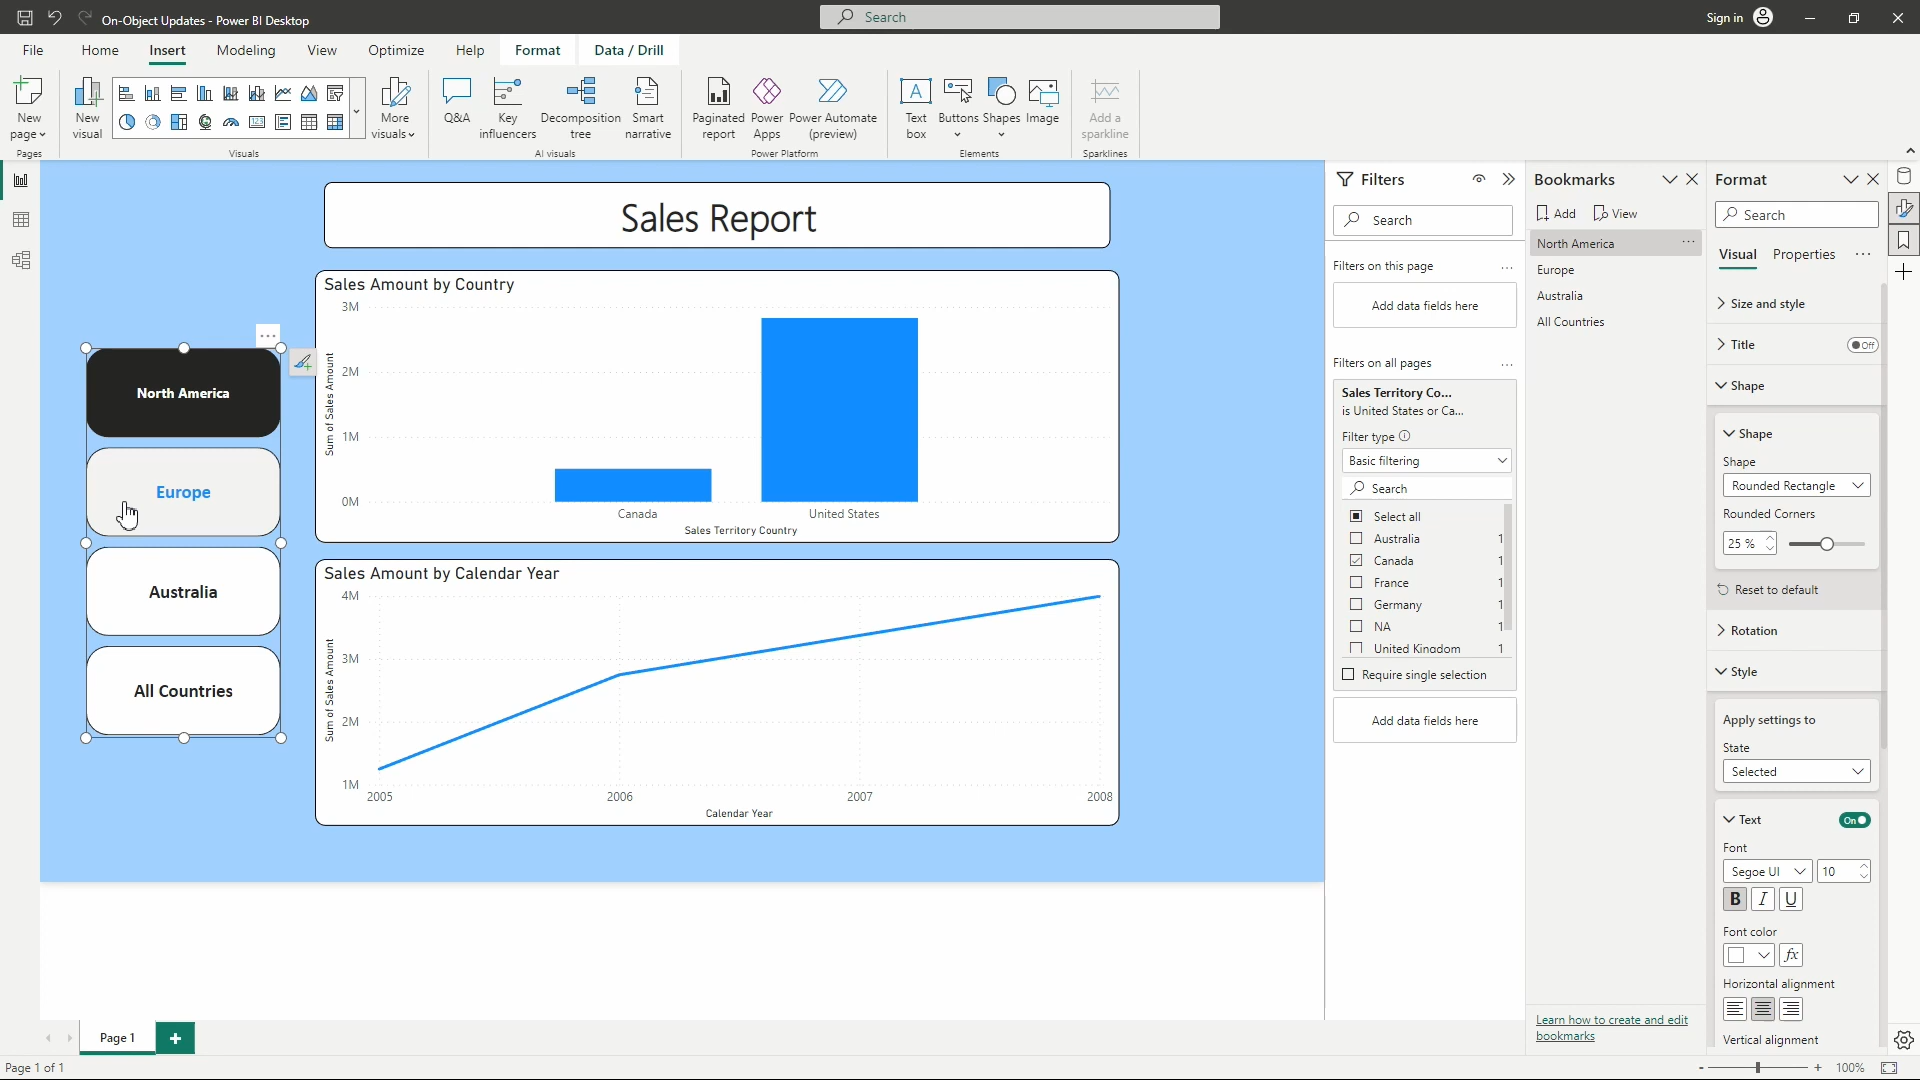 On-Object Updates - Power BI Desktop
Search
Sign in
File
Home
Insert
Modeling
View
Optimize
Help
Format
Data / Drill
New
page
New
visual
More
visuals
Q&A
Key
influencers
Decomposition
tree
Smart
narrative
Paginated
report
Power
Apps
Power Automate
(preview)
Text
box
Buttons
Shapes
Image
Add a
sparkline
Pages
Visuals
AI visuals
Power Platform
Elements
Sparklines
Sales Report
North America
Europe
Australia
All Countries
Sales Amount by Country
Sum of Sales Amount
3M
2M
1M
0M
Canada
United States
Sales Territory Country
Sales Amount by Calendar Year
Sum of Sales Amount
4M
3M
2M
1M
2005
2006
2007
2008
Calendar Year
Filters
Search
Filters on this page
Add data fields here
Filters on all pages
Sales Territory Co...
is United States or Ca...
Filter type
Basic filtering
Search
Select all
Australia 1
Canada 1
France 1
Germany 1
NA 1
United Kingdom 1
Require single selection
Add data fields here
Bookmarks
Add
View
North America
Europe
Australia
All Countries
Learn how to create and edit
bookmarks
Format
Search
Visual
Properties
Size and style
Title
Off
Shape
Shape
Shape
Rounded Rectangle
Rounded Corners
25 %
Reset to default
Rotation
Style
Apply settings to
State
Selected
Text
On
Font
Segoe UI
10
B
I
U
Font color
fx
Horizontal alignment
Vertical alignment
Page 1
Page 1 of 1
- + 100%